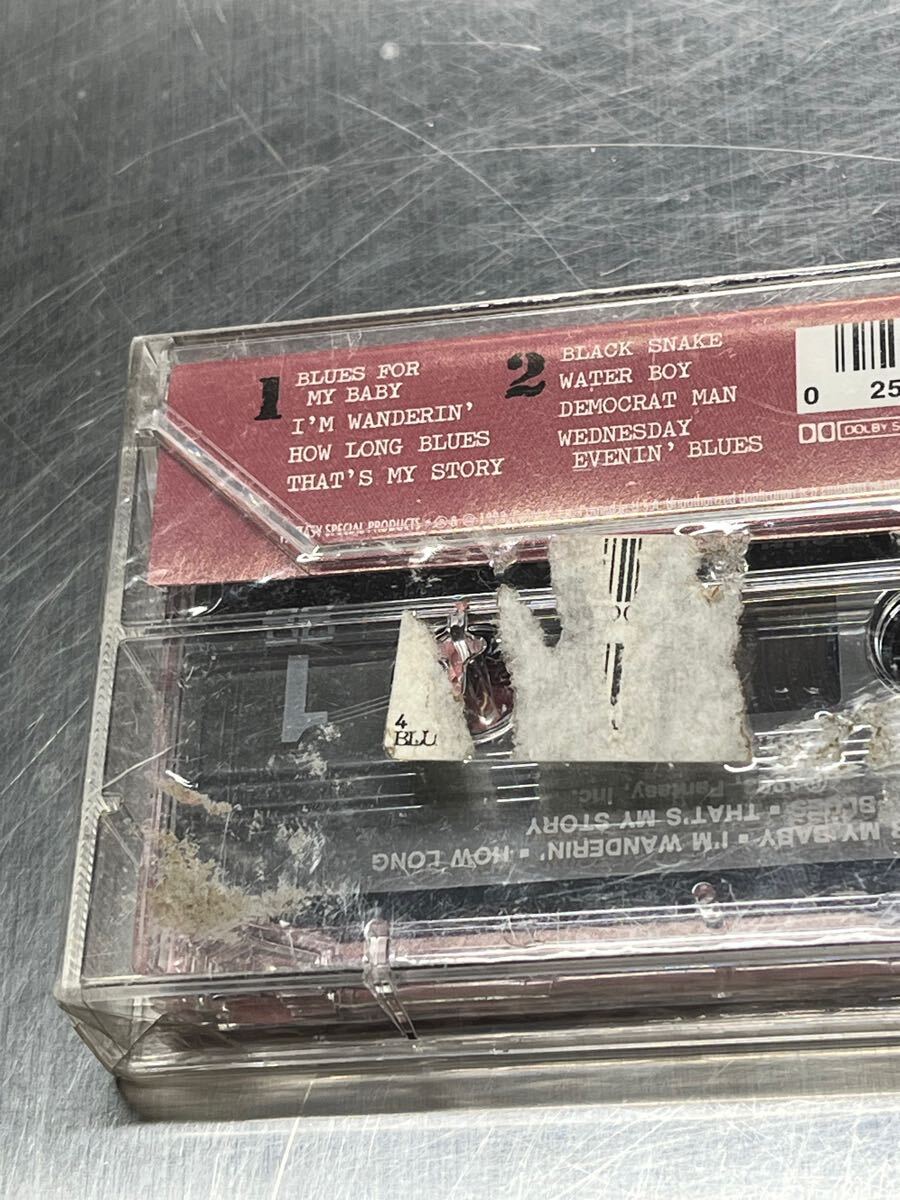 1
BLUES FOR
MY BABY
I'M WANDERIN'
HOW LONG BLUES
THAT'S MY STORY
2
BLACK SNAKE
WATER BOY
DEMOCRAT MAN
WEDNESDAY
EVENIN' BLUES
0 25
DOLBY S
SPECIAL PRODUCTS
4
BLU
1
Fantasy, Inc.
MY BABY ▪ I'M WANDERIN' ▪ HOW LONG
BLUES ▪ THAT'S MY STORY